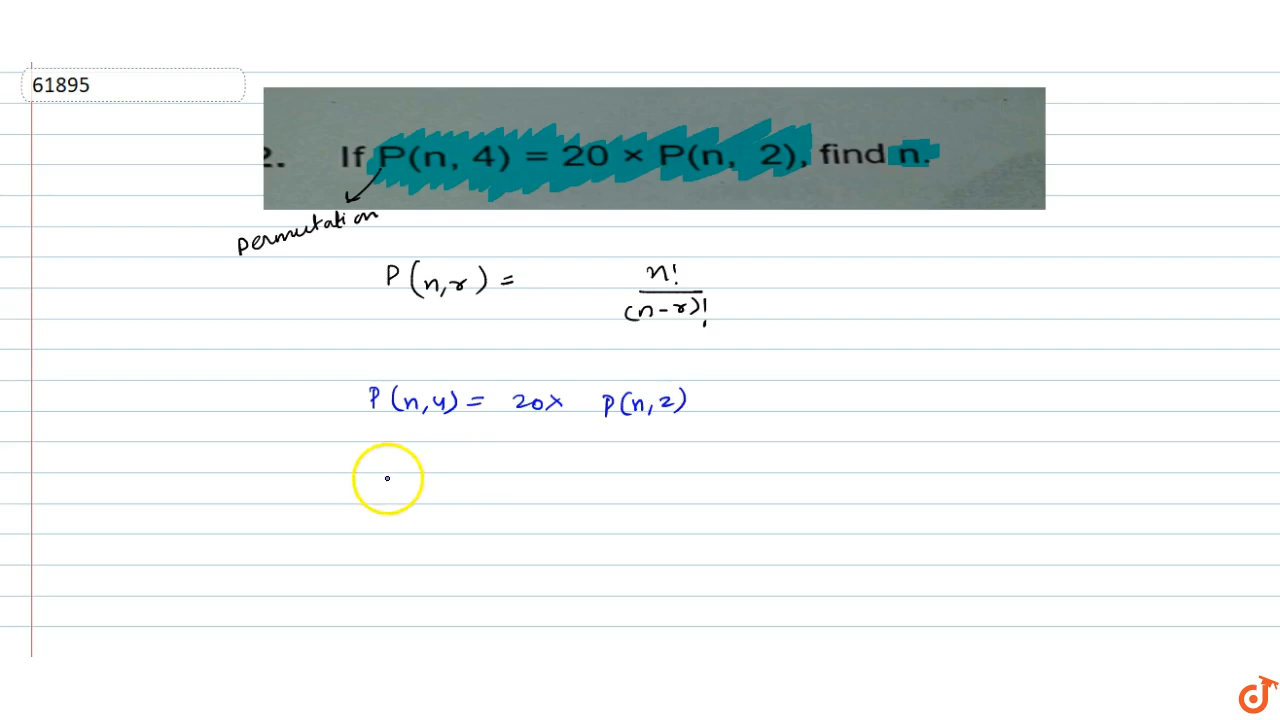 61895
2. If P(n, 4) = 20 × P(n, 2), find n.
permutation
P(n,r) = n!/(n-r)!
P(n,4) = 20× P(n,2)